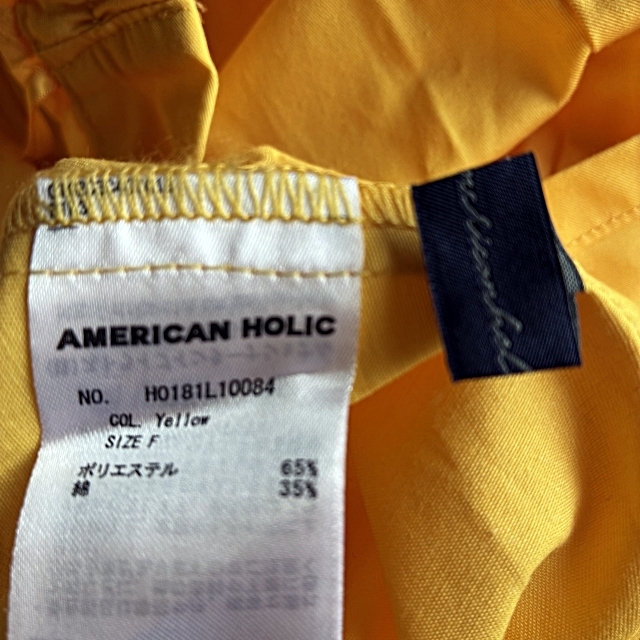 AMERICAN HOLIC
NO. H0181L10084
COL. Yellow
SIZE F
ポリエステル 65%
綿 35%